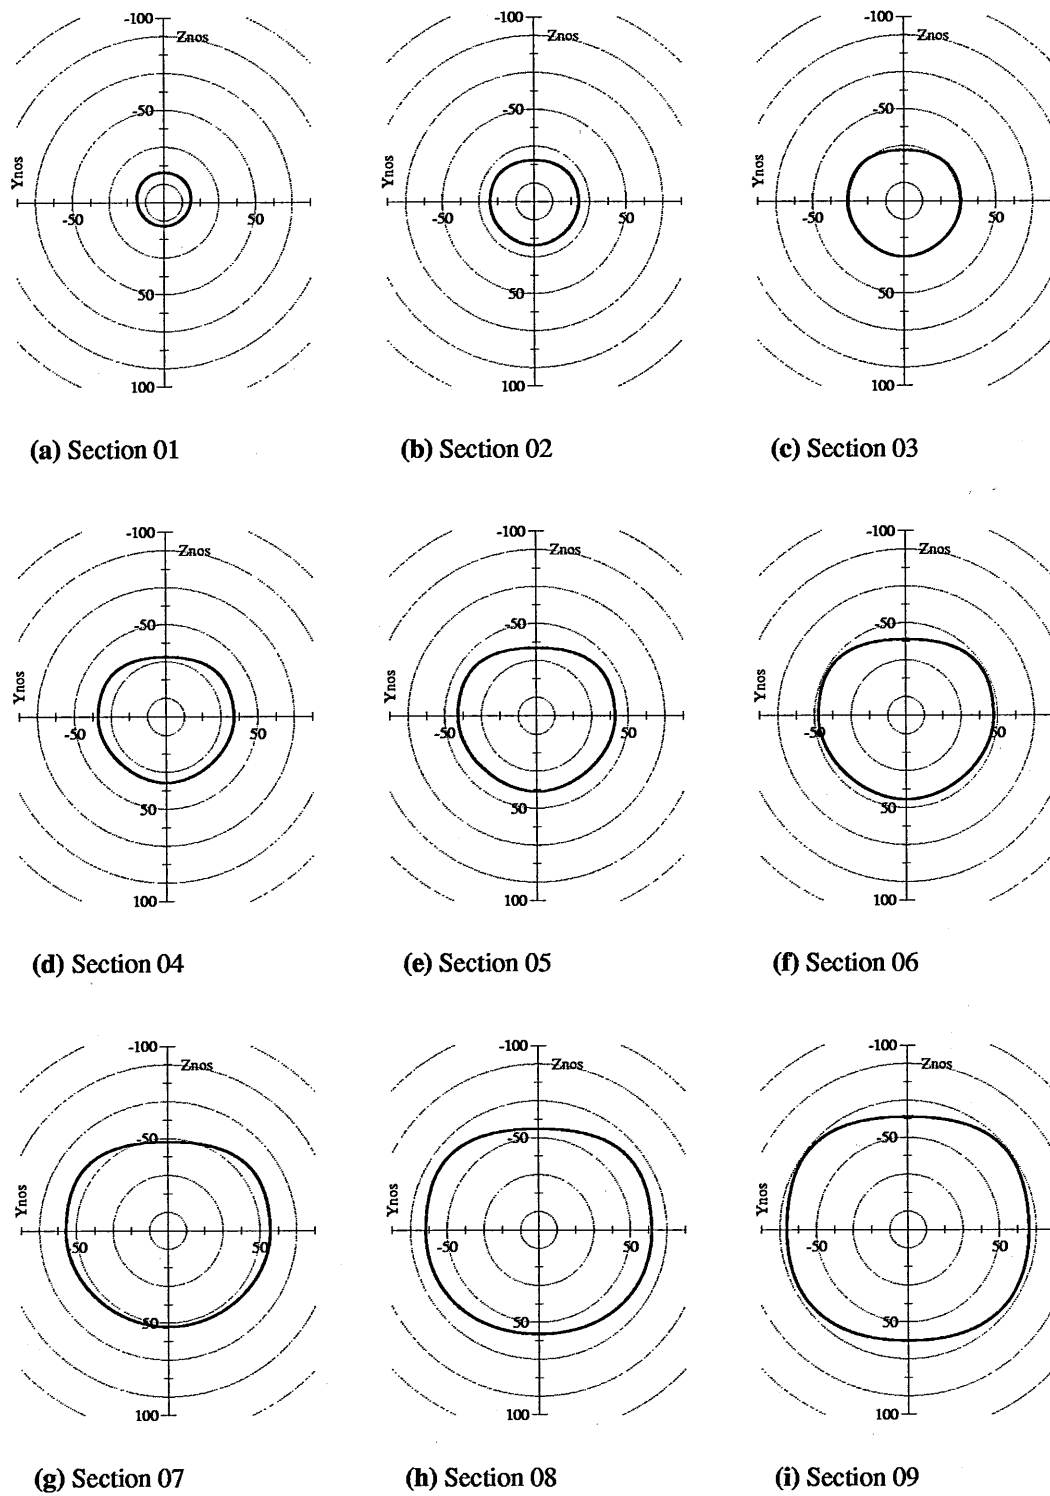 -100 -100 -100
Znos Znos Znos
-50 -50 -50
Ynos Ynos Ynos
-50 50 -50 50 -50 50
50 50 50
100 100 100
(a) Section 01 (b) Section 02 (c) Section 03
-100 -100 -100
Znos Znos Znos
-50 -50 -50
Ynos Ynos Ynos
-50 50 -50 50 -50 50
50 50 50
100 100 100
(d) Section 04 (e) Section 05 (f) Section 06
-100 -100 -100
Znos Znos Znos
-50 -50 -50
Ynos Ynos Ynos
-50 50 -50 50 -50 50
50 50 50
100 100 100
(g) Section 07 (h) Section 08 (i) Section 09